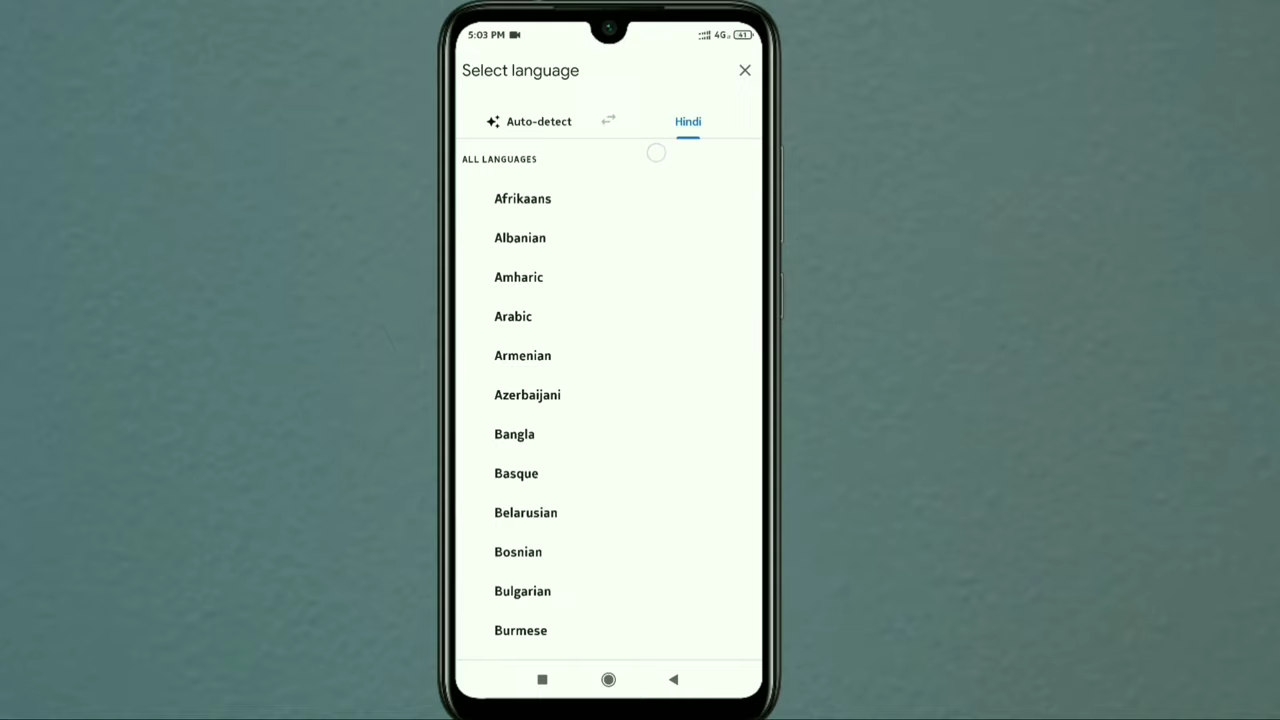 5:03 PM 4G 41
Select language
Auto-detect Hindi
ALL LANGUAGES
Afrikaans
Albanian
Amharic
Arabic
Armenian
Azerbaijani
Bangla
Basque
Belarusian
Bosnian
Bulgarian
Burmese